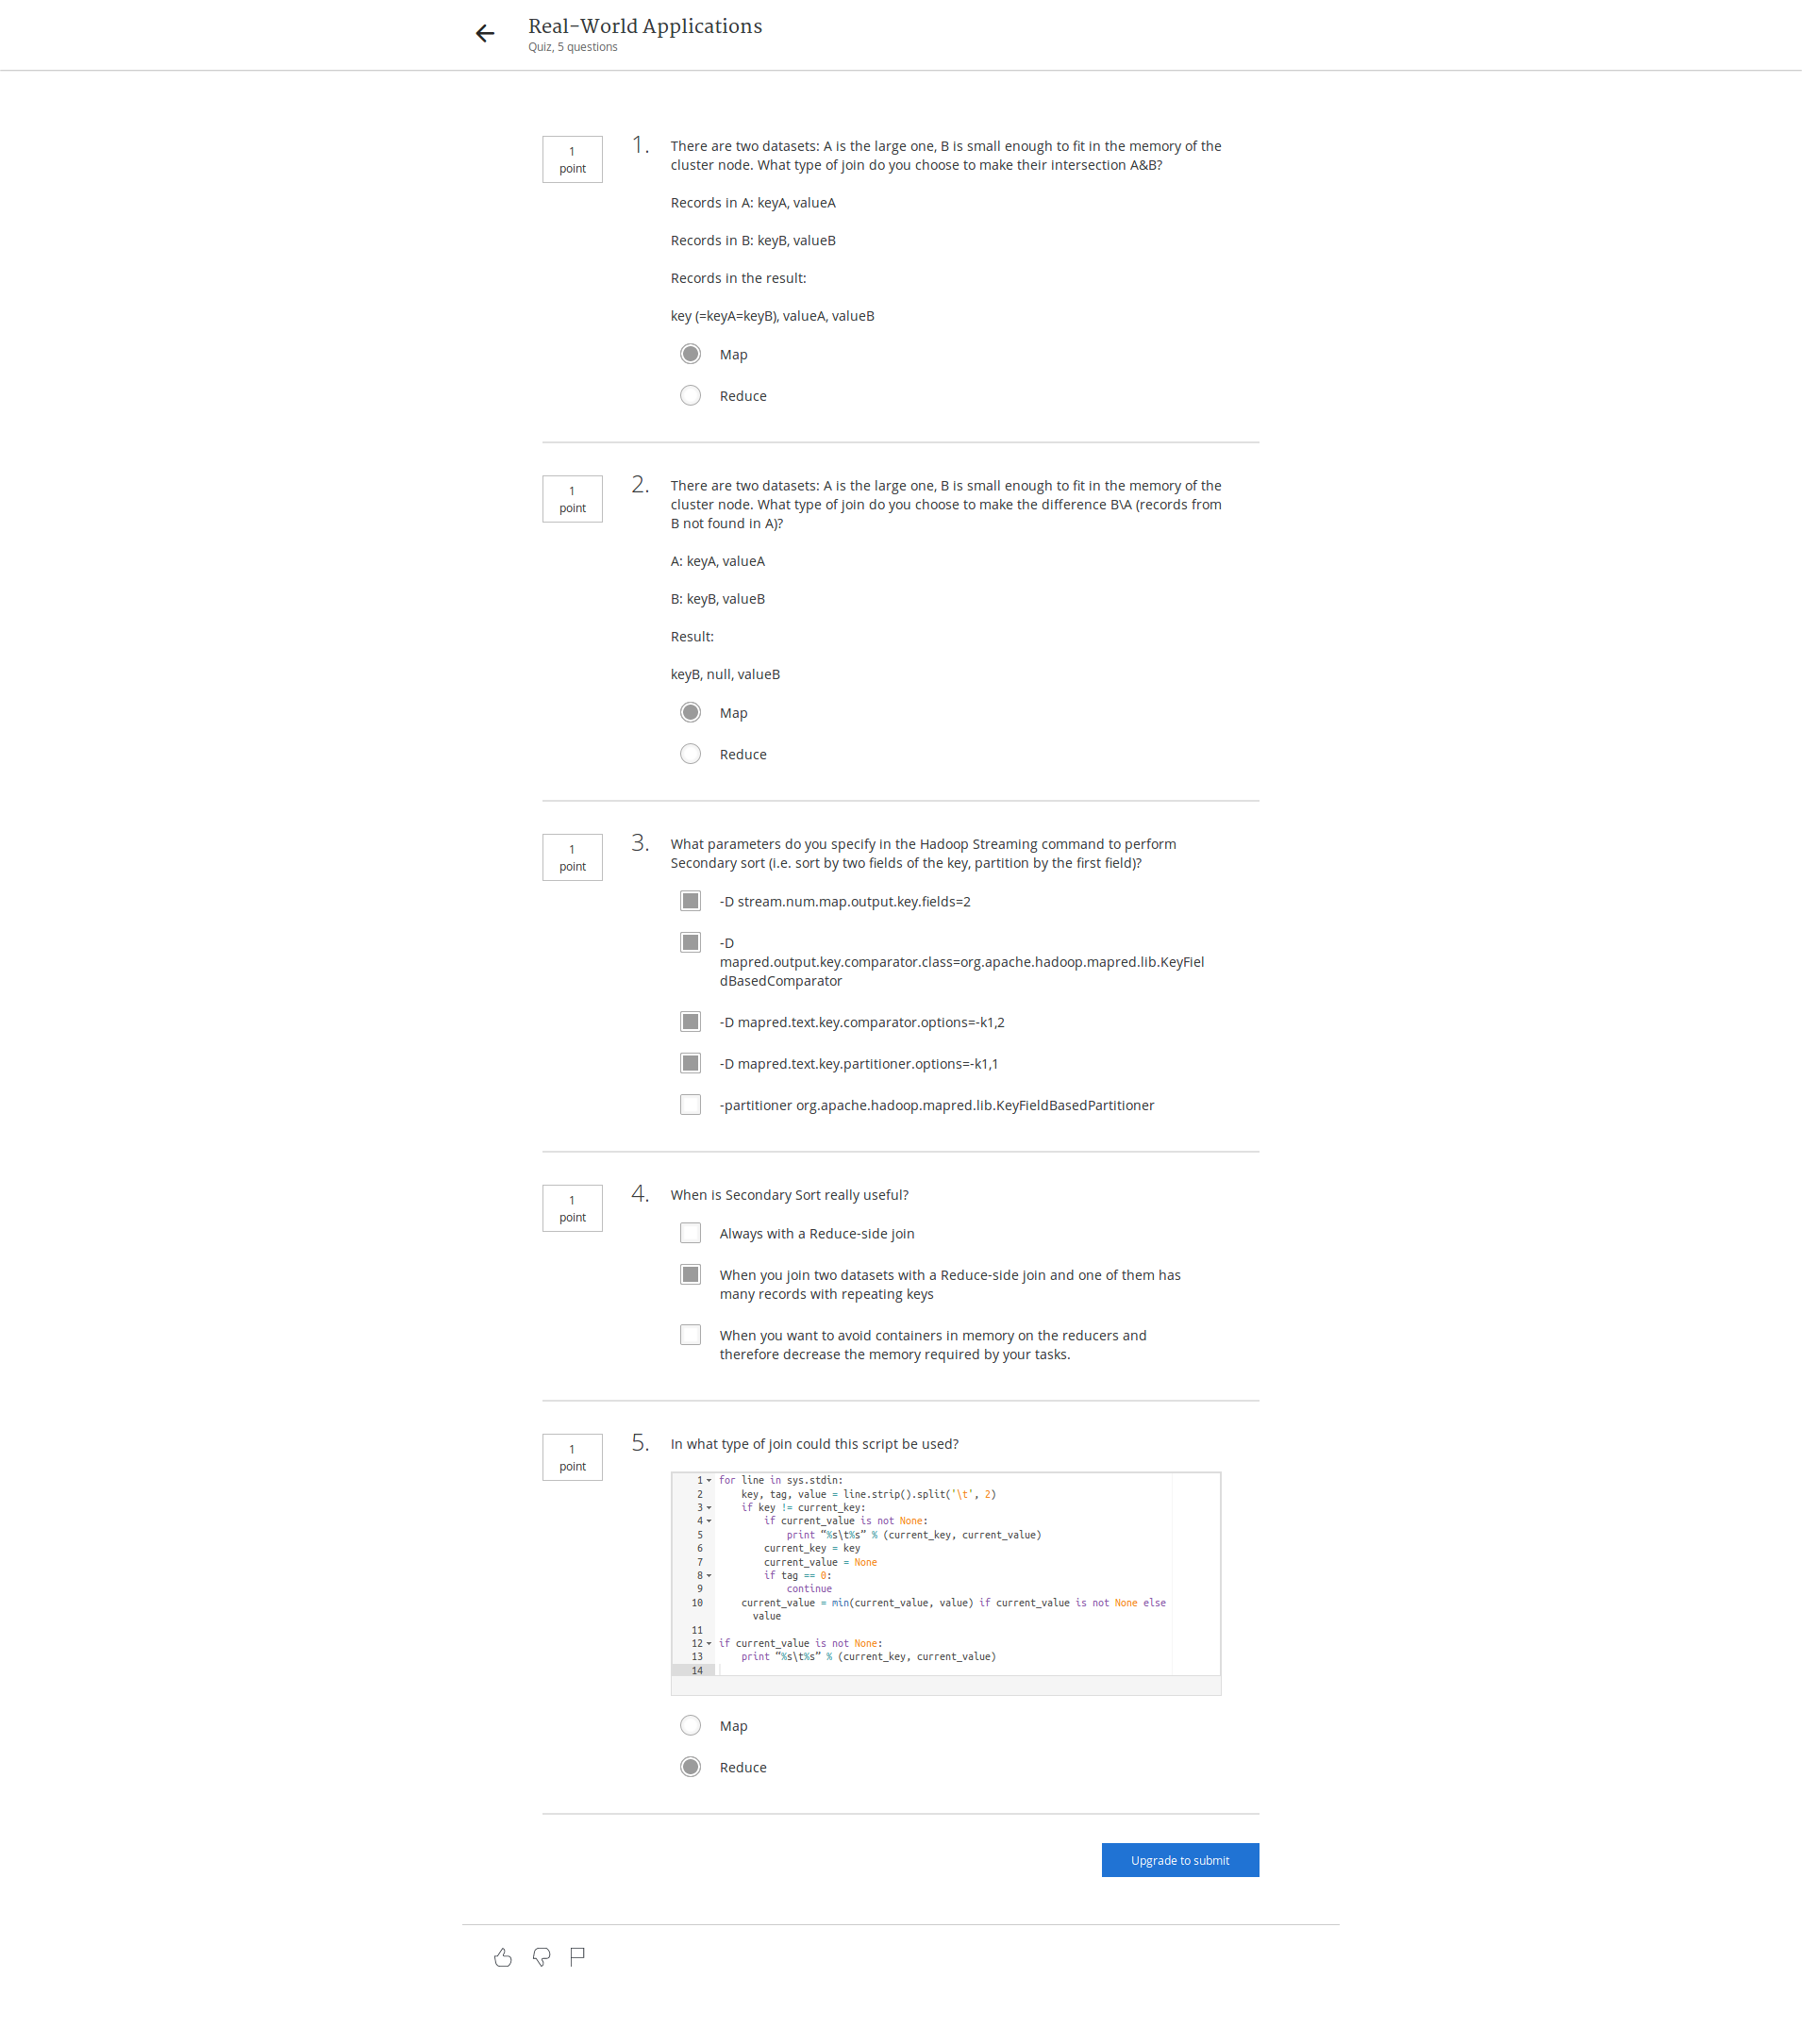 Real-World Applications
Quiz, 5 questions
1
point
1.
There are two datasets: A is the large one, B is small enough to fit in the memory of the
cluster node. What type of join do you choose to make their intersection A&B?
Records in A: keyA, valueA
Records in B: keyB, valueB
Records in the result:
key (=keyA=keyB), valueA, valueB
Map
Reduce
1
point
2.
There are two datasets: A is the large one, B is small enough to fit in the memory of the
cluster node. What type of join do you choose to make the difference B\A (records from
B not found in A)?
A: keyA, valueA
B: keyB, valueB
Result:
keyB, null, valueB
Map
Reduce
1
point
3.
What parameters do you specify in the Hadoop Streaming command to perform
Secondary sort (i.e. sort by two fields of the key, partition by the first field)?
-D stream.num.map.output.key.fields=2
-D
mapred.output.key.comparator.class=org.apache.hadoop.mapred.lib.KeyFiel
dBasedComparator
-D mapred.text.key.comparator.options=-k1,2
-D mapred.text.key.partitioner.options=-k1,1
-partitioner org.apache.hadoop.mapred.lib.KeyFieldBasedPartitioner
1
point
4.
When is Secondary Sort really useful?
Always with a Reduce-side join
When you join two datasets with a Reduce-side join and one of them has
many records with repeating keys
When you want to avoid containers in memory on the reducers and
therefore decrease the memory required by your tasks.
1
point
5.
In what type of join could this script be used?
1 for line in sys.stdin:
2 key, tag, value = line.strip().split('\t', 2)
3 if key != current_key:
4 if current_value is not None:
5 print “%s\t%s” % (current_key, current_value)
6 current_key = key
7 current_value = None
8 if tag == 0:
9 continue
10 current_value = min(current_value, value) if current_value is not None else
value
11
12 if current_value is not None:
13 print “%s\t%s” % (current_key, current_value)
14
Map
Reduce
Upgrade to submit